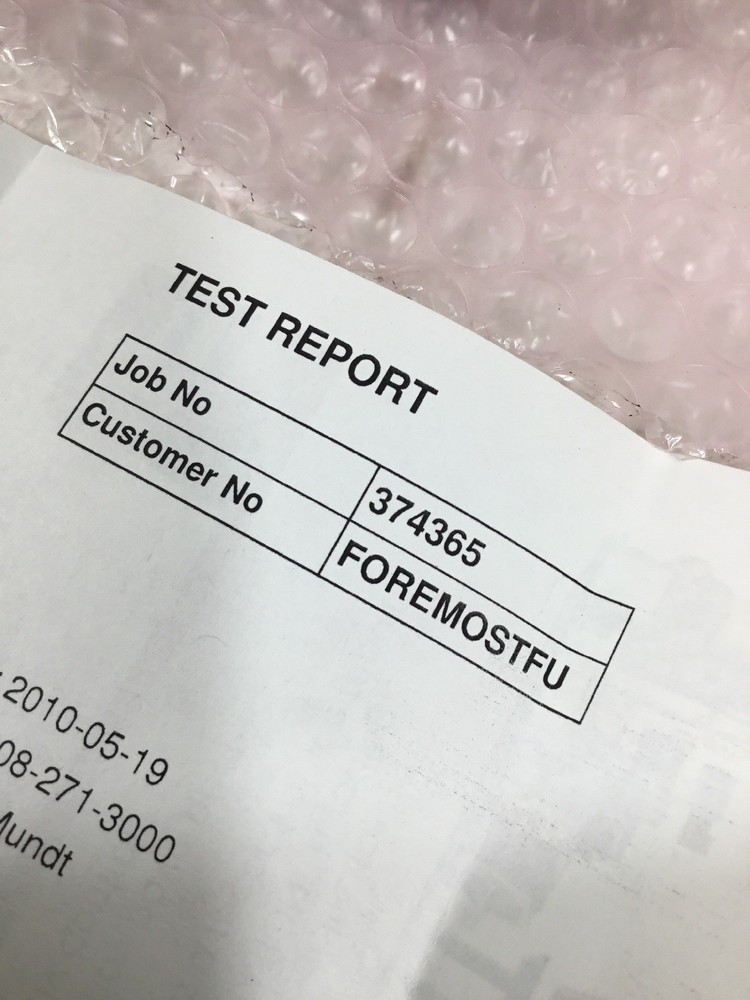 TEST REPORT
Job No 374365
Customer No FOREMOSTFU
2010-05-19
08-271-3000
Mundt